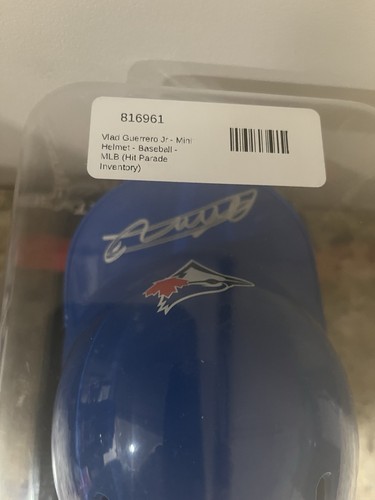 816961
Vlad Guerrero Jr - Mini
Helmet - Baseball -
MLB (Hit Parade
Inventory)